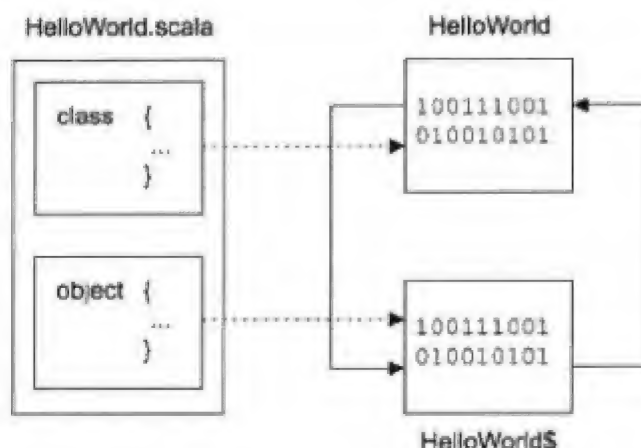 HelloWorld.scala
class {
...
}
object {
...
}
HelloWorld
100111001
010010101
100111001
010010101
HelloWorld$